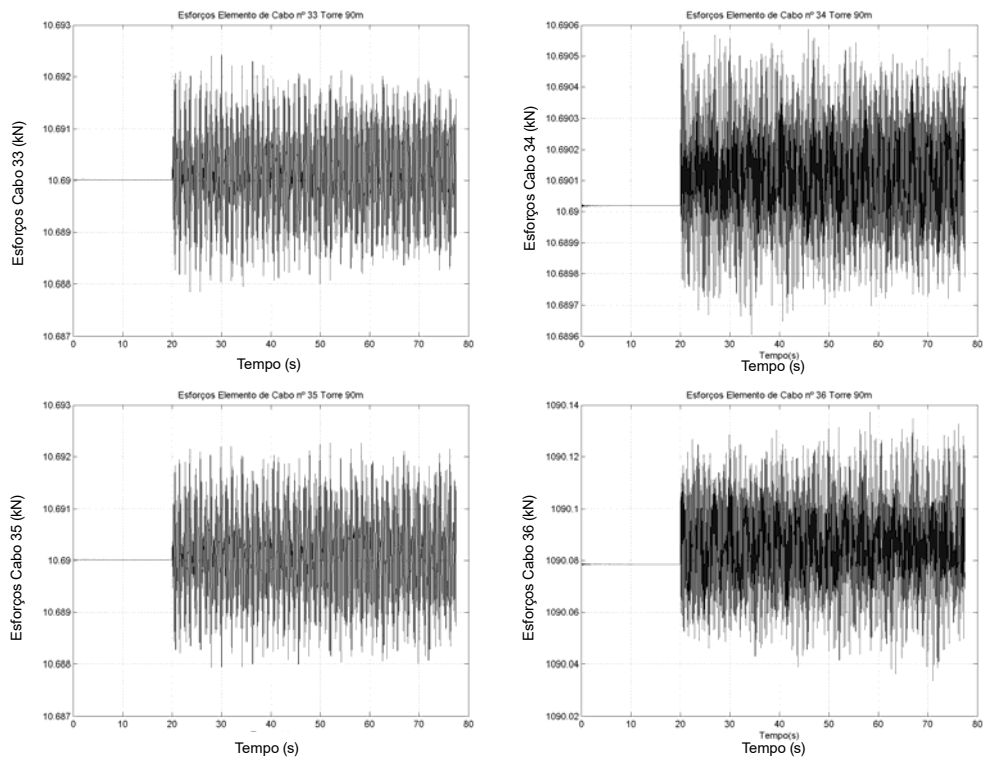 Esforços Elemento de Cabo nº 33 Torre 90m
Esforços Cabo 33 (kN)
10.693
10.692
10.691
10.69
10.689
10.688
10.687
0 10 20 30 40 50 60 70 80
Tempo (s)
Esforços Elemento de Cabo nº 34 Torre 90m
Esforços Cabo 34 (kN)
10.6906
10.6905
10.6904
10.6903
10.6902
10.6901
10.69
10.6899
10.6898
10.6897
10.6896
0 10 20 30 40 50 60 70 80
Tempo(s)
Tempo (s)
Esforços Elemento de Cabo nº 35 Torre 90m
Esforços Cabo 35 (kN)
10.693
10.692
10.691
10.69
10.689
10.688
10.687
0 10 20 30 40 50 60 70 80
Tempo (s)
Esforços Elemento de Cabo nº 36 Torre 90m
Esforços Cabo 36 (kN)
1090.14
1090.12
1090.1
1090.08
1090.06
1090.04
1090.02
0 10 20 30 40 50 60 70 80
Tempo(s)
Tempo (s)